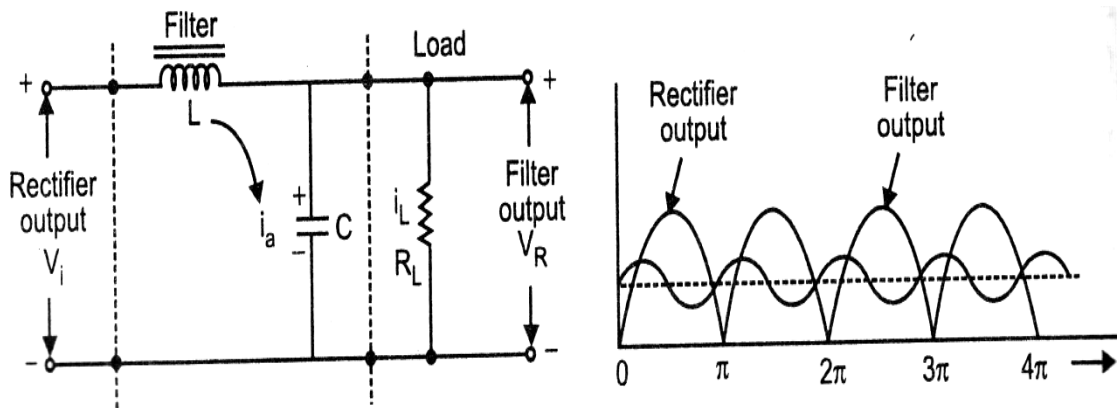 Filter
Load
+
+
L
Rectifier
output
V_i
i_a
+
−
C
i_L
R_L
Filter
output
V_R
−
−
Rectifier
output
Filter
output
0
π
2π
3π
4π